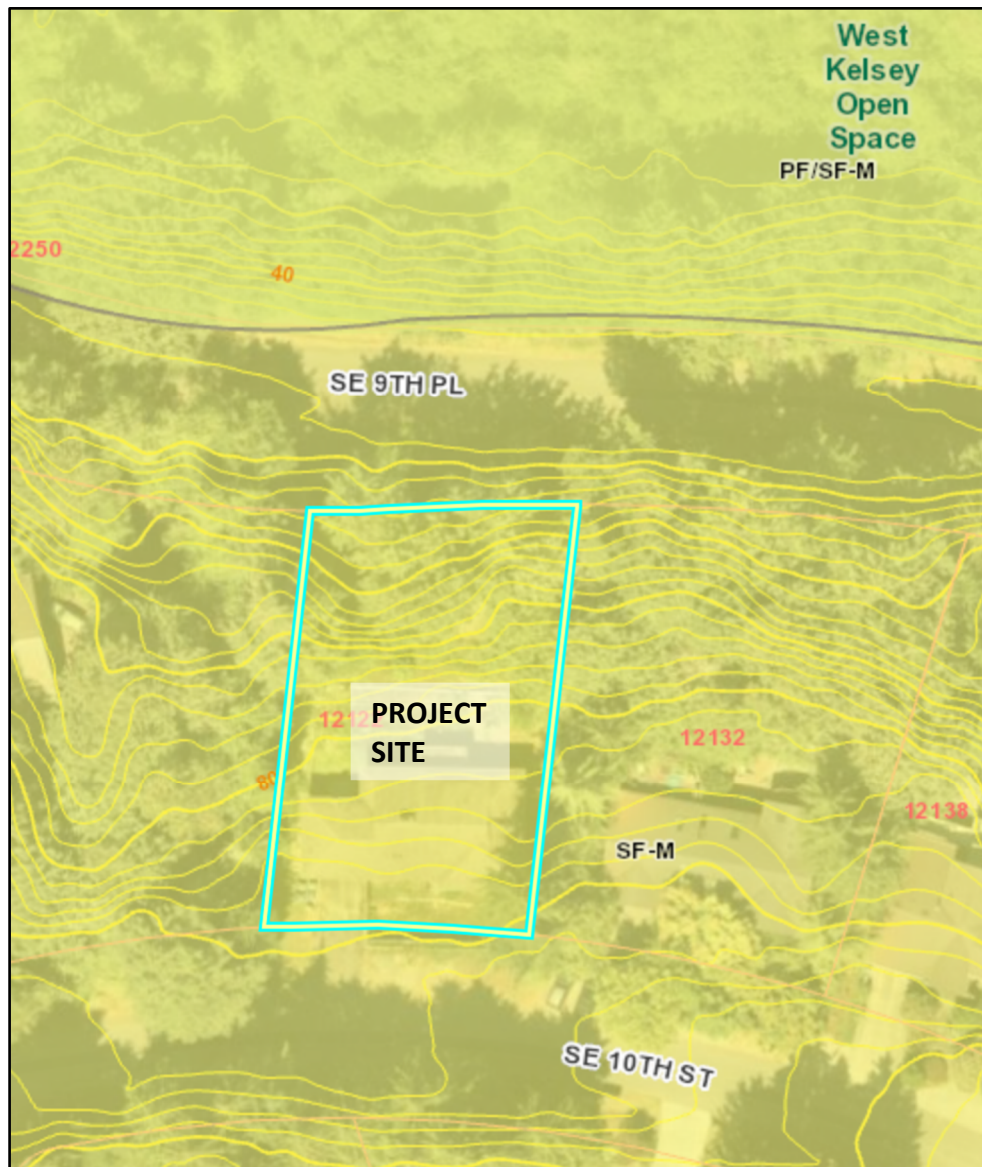 West
Kelsey
Open
Space
PF/SF-M
2250
40
SE 9TH PL
PROJECT
SITE
12132
80
12138
SF-M
SE 10TH ST